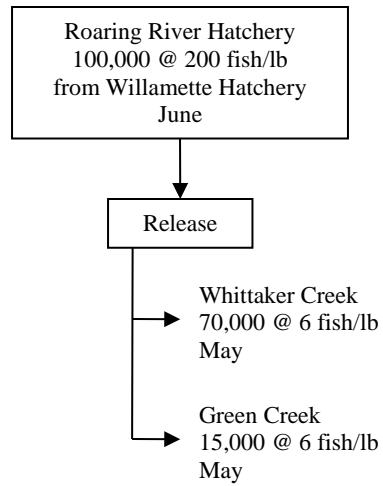 Roaring River Hatchery
100,000 @ 200 fish/lb
from Willamette Hatchery
June
Release
Whittaker Creek
70,000 @ 6 fish/lb
May
Green Creek
15,000 @ 6 fish/lb
May